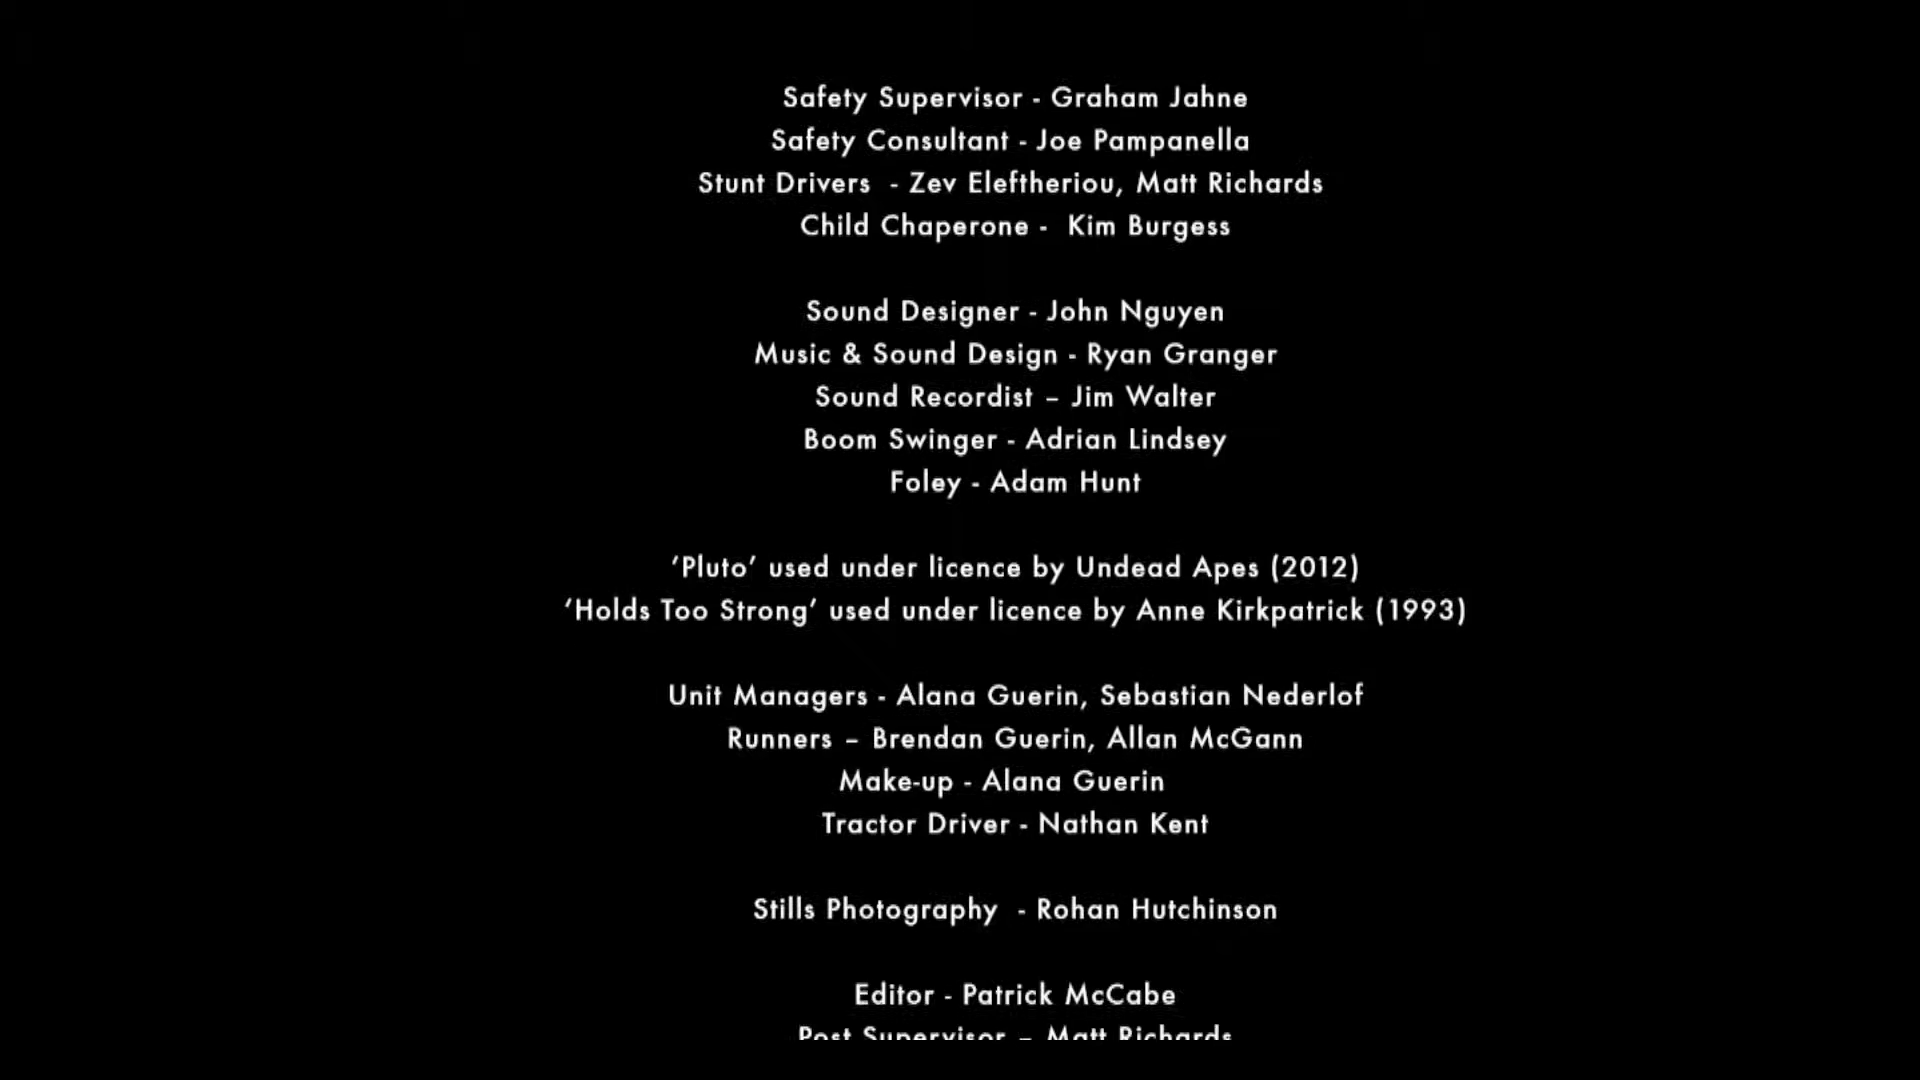 Safety Supervisor - Graham Jahne
Safety Consultant - Joe Pampanella
Stunt Drivers  - Zev Eleftheriou, Matt Richards
Child Chaperone -  Kim Burgess
Sound Designer - John Nguyen
Music & Sound Design - Ryan Granger
Sound Recordist – Jim Walter
Boom Swinger - Adrian Lindsey
Foley - Adam Hunt
‘Pluto’ used under licence by Undead Apes (2012)
‘Holds Too Strong’ used under licence by Anne Kirkpatrick (1993)
Unit Managers - Alana Guerin, Sebastian Nederlof
Runners – Brendan Guerin, Allan McGann
Make-up - Alana Guerin
Tractor Driver - Nathan Kent
Stills Photography  - Rohan Hutchinson
Editor - Patrick McCabe
Post Supervisor – Matt Richards